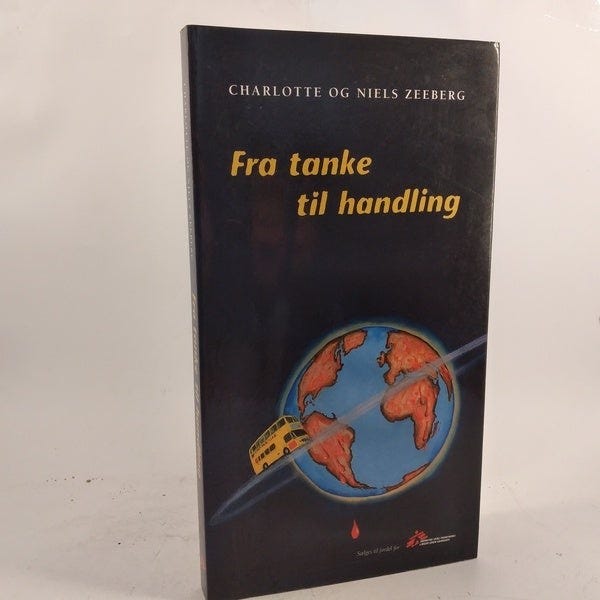 CHARLOTTE OG NIELS ZEEBERG
Fra tanke
til handling
Sælges til fordel for